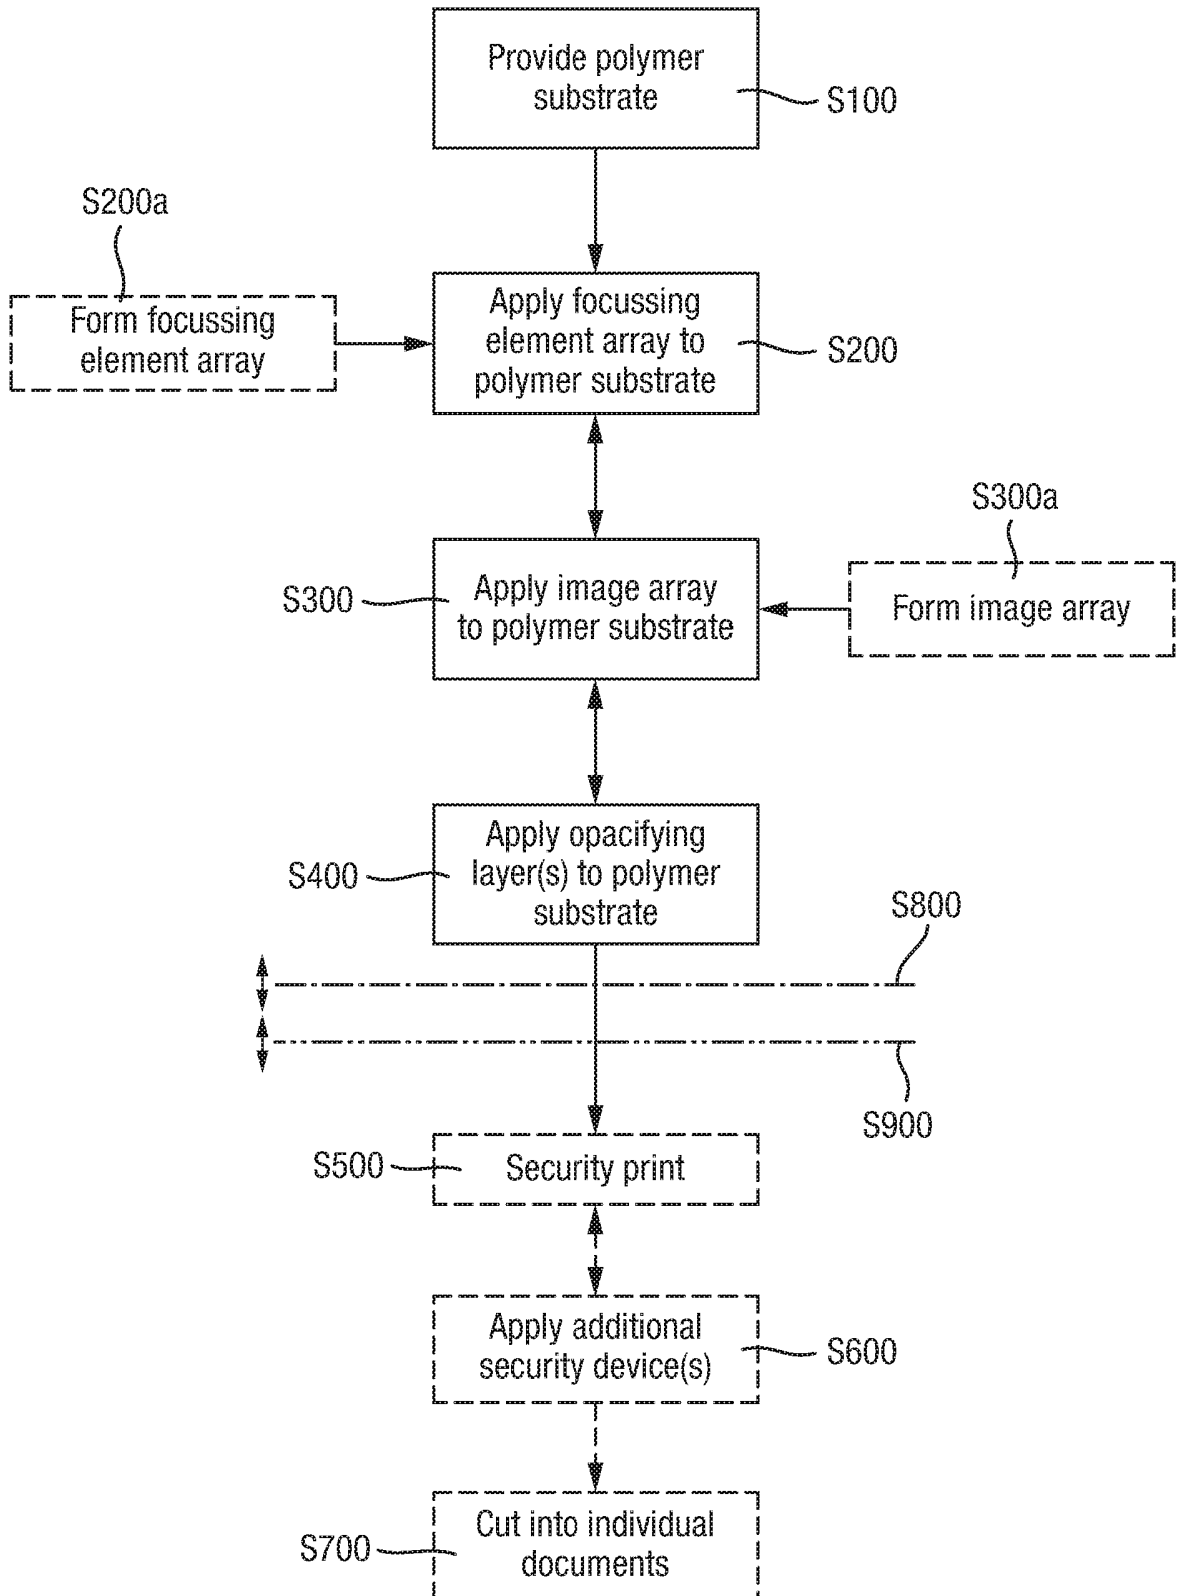 Provide polymer
substrate
S100
S200a
Form focussing
element array
Apply focussing
element array to
polymer substrate
S200
S300a
S300
Apply image array
to polymer substrate
Form image array
S400
Apply opacifying
layer(s) to polymer
substrate
S800
S900
S500
Security print
Apply additional
security device(s)
S600
S700
Cut into individual
documents